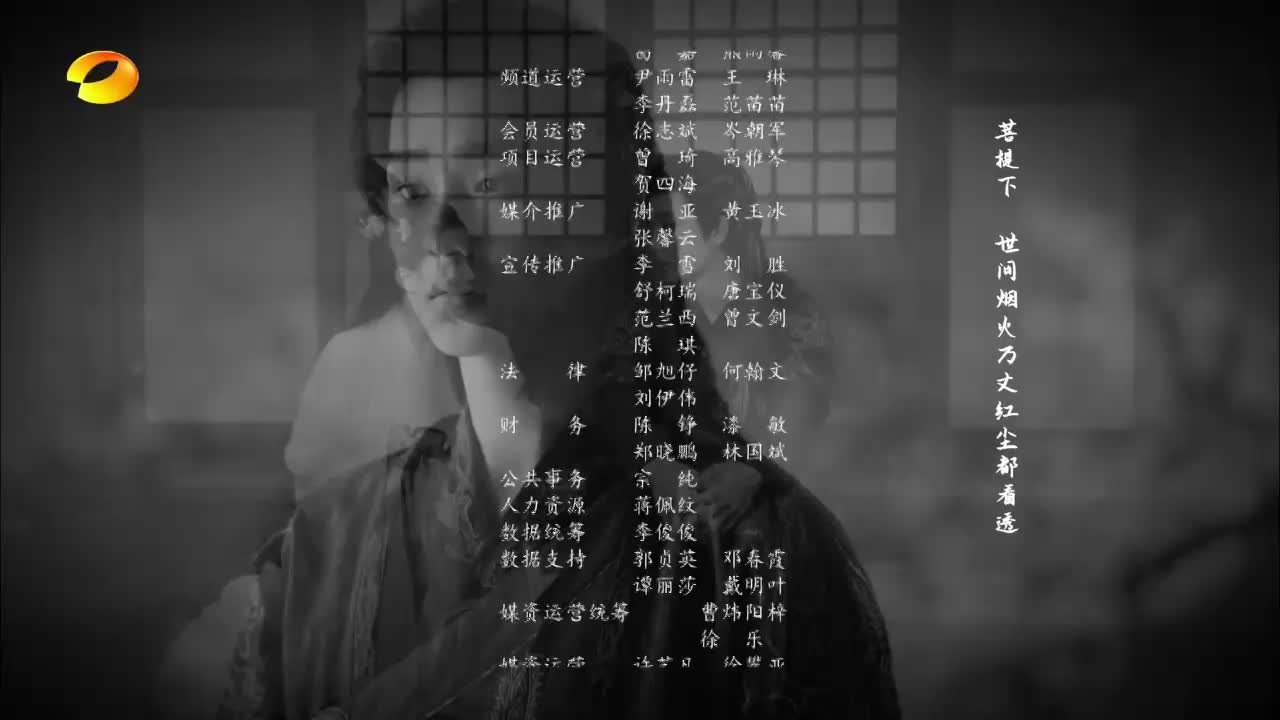 频道运营 尹雨雷 王琳
李丹磊 范蔺蔺
会员运营 徐志斌 岑朝军
项目运营 曾琦 高雅琴
贺四海
媒介推广 谢亚 黄玉冰
张馨云
宣传推广 李雪 刘胜
舒柯瑞 唐宝仪
范兰西 曾文剑
陈琪
法律 邹旭仔 何翰文
刘伊伟
财务 陈铮 漆敏
郑晓鹏 林国斌
公共事务 宗純
人力资源 蒋佩纹
数据统筹 李俊俊
数据支持 郭贞英 邓春霞
谭丽莎 戴明叶
媒资运营统筹 曹炜阳梓
徐乐
媒资运营
菩提下 世间烟火万丈红尘都看透